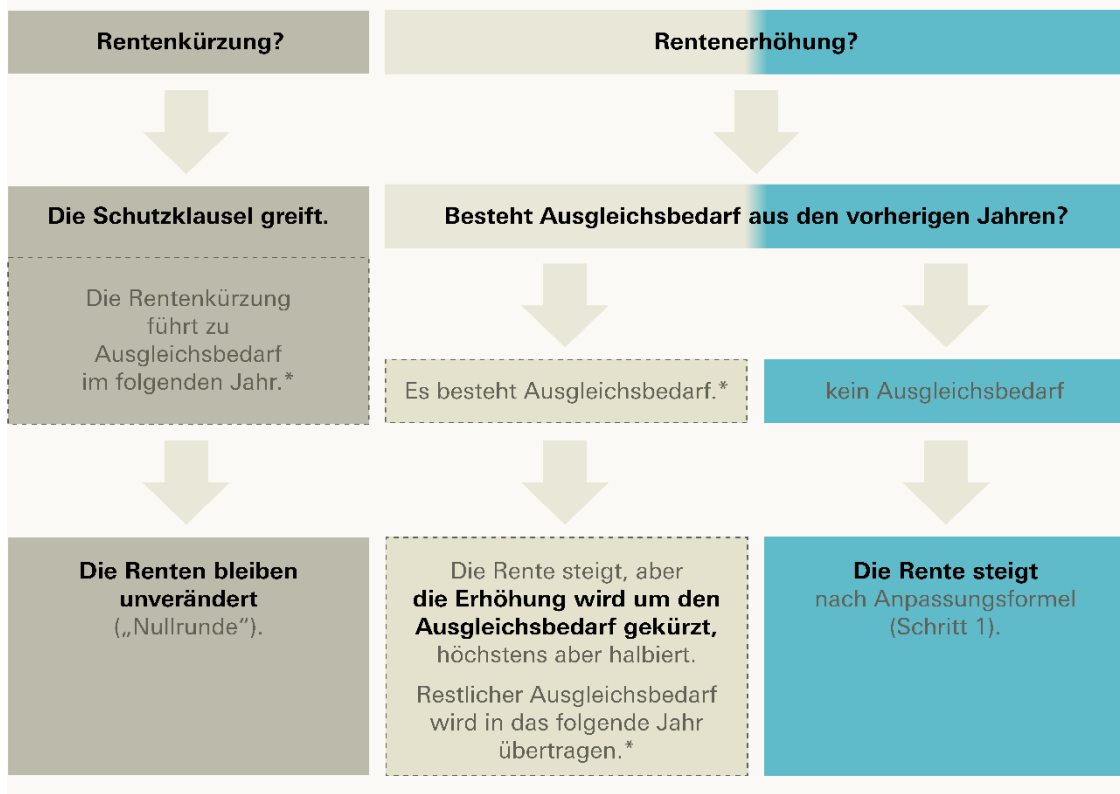 Rentenkürzung?
Rentenerhöhung?
Die Schutzklausel greift.
Besteht Ausgleichsbedarf aus den vorherigen Jahren?
Die Rentenkürzung
führt zu
Ausgleichsbedarf
im folgenden Jahr.*
Es besteht Ausgleichsbedarf.*
kein Ausgleichsbedarf
Die Renten bleiben
unverändert
(„Nullrunde“).
Die Rente steigt, aber
die Erhöhung wird um den
Ausgleichsbedarf gekürzt,
höchstens aber halbiert.
Restlicher Ausgleichsbedarf
wird in das folgende Jahr
übertragen.*
Die Rente steigt
nach Anpassungsformel
(Schritt 1).